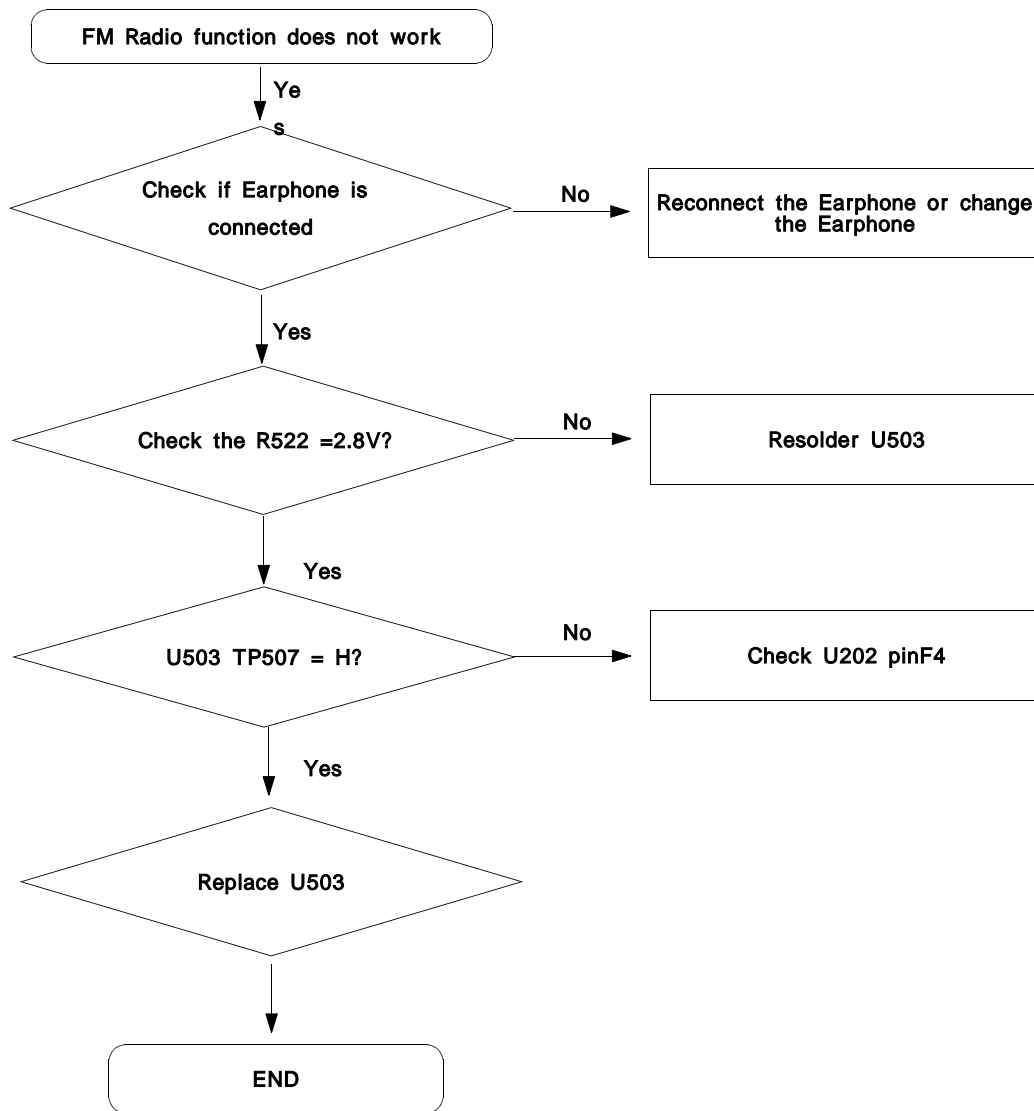 FM Radio function does not work
Ye
s
Check if Earphone is
connected
No
Reconnect the Earphone or change
the Earphone
Yes
Check the R522 =2.8V?
No
Resolder U503
Yes
U503 TP507 = H?
No
Check U202 pinF4
Yes
Replace U503
END